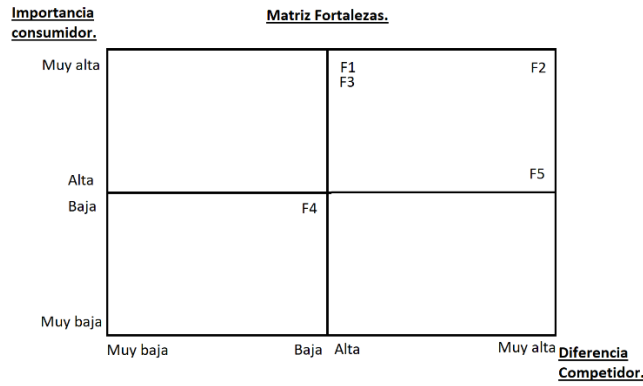 Importancia
consumidor.
Matriz Fortalezas.
Muy alta
F1
F2
F3
F5
Alta
Baja
F4
Muy baja
Muy baja
Baja
Alta
Muy alta
Diferencia
Competidor.